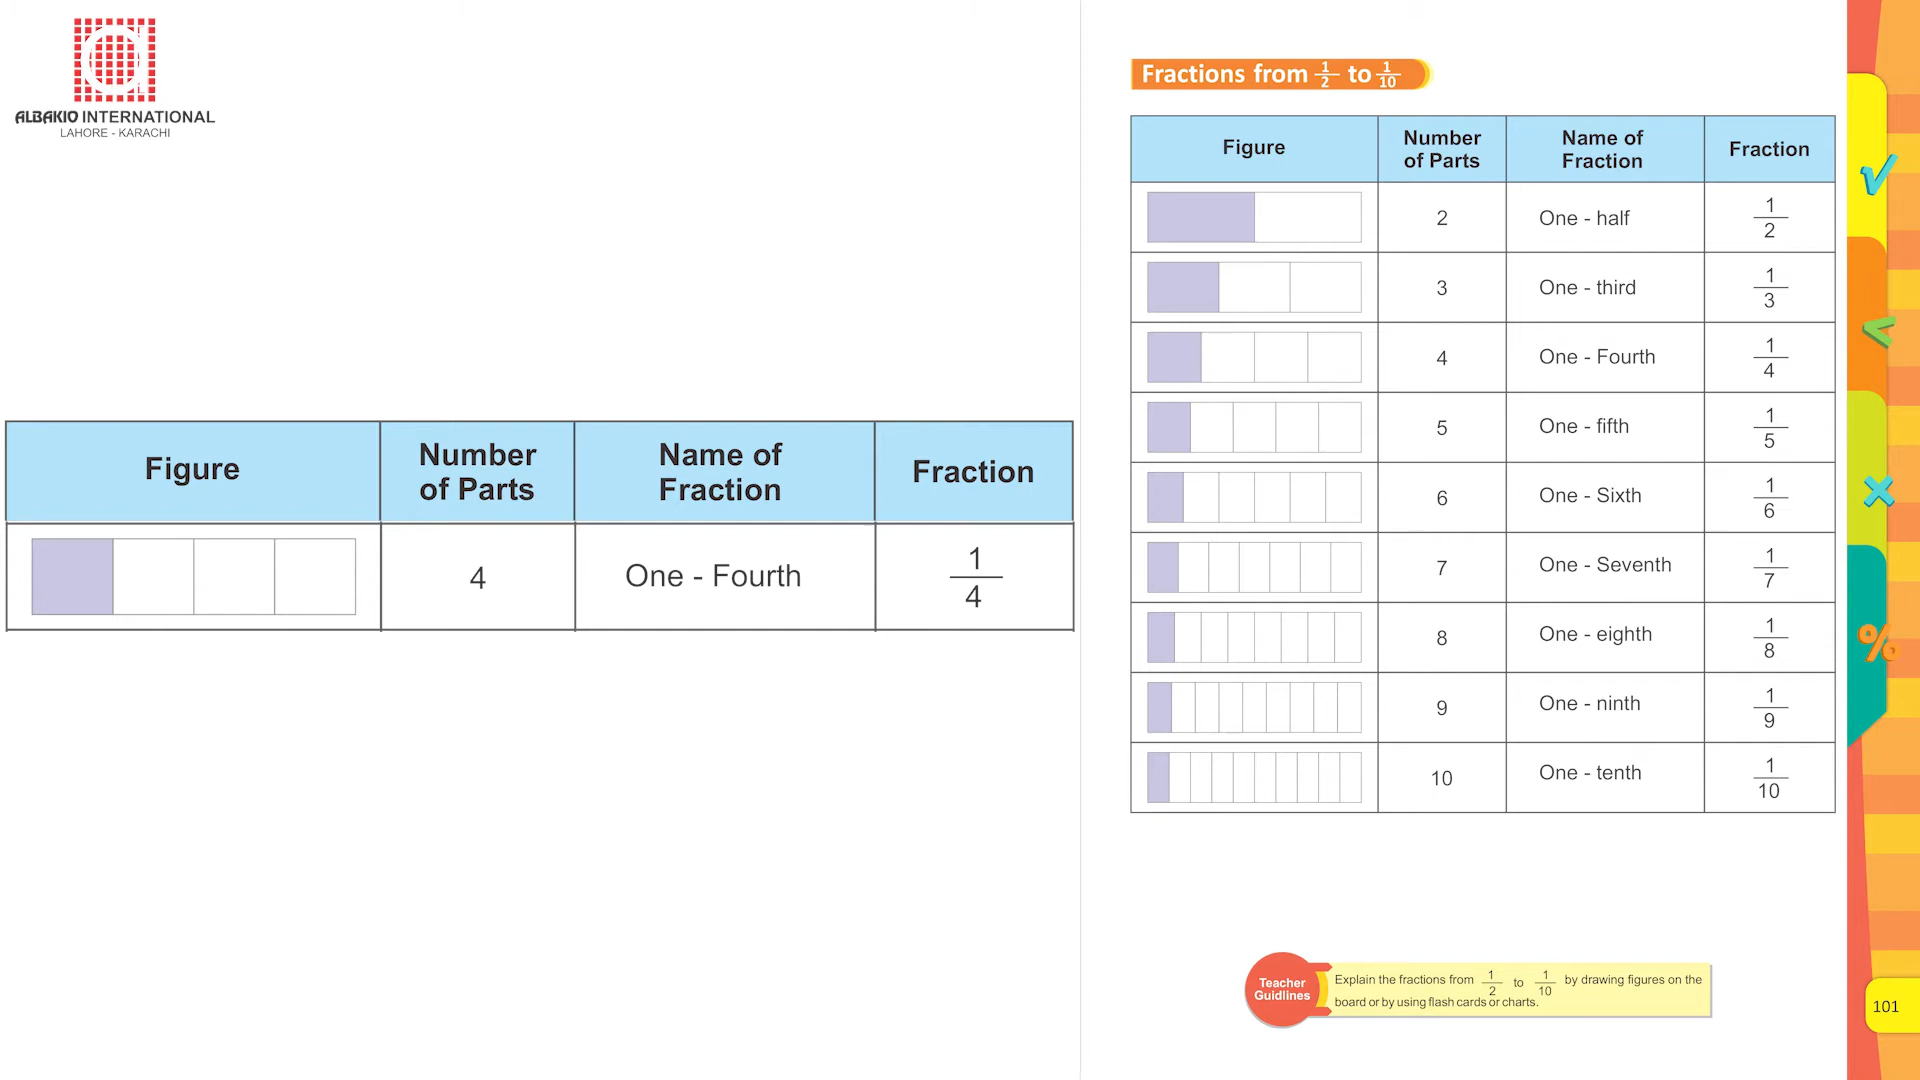 ALBAKIO INTERNATIONAL
LAHORE - KARACHI
Figure Number of Parts Name of Fraction Fraction
4 One - Fourth 1/4
Fractions from 1/2 to 1/10
Figure Number of Parts Name of Fraction Fraction
2 One - half 1/2
3 One - third 1/3
4 One - Fourth 1/4
5 One - fifth 1/5
6 One - Sixth 1/6
7 One - Seventh 1/7
8 One - eighth 1/8
9 One - ninth 1/9
10 One - tenth 1/10
√
<
×
%
Teacher
Guidlines
Explain the fractions from 1/2 to 1/10 by drawing figures on the
board or by using flash cards or charts.
101